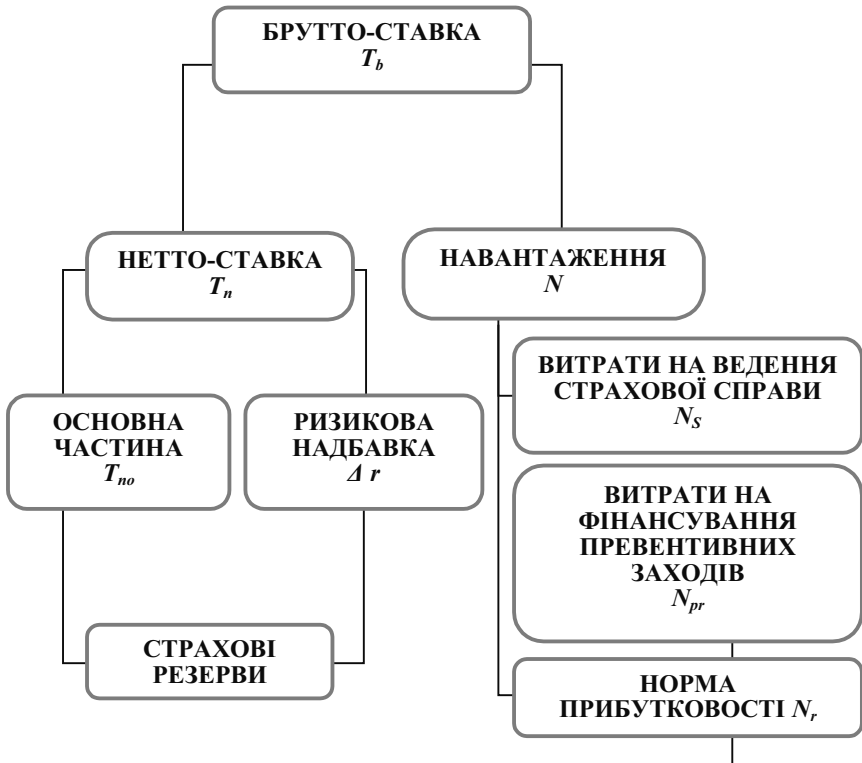 БРУТТО-СТАВКА
T_b
НЕТТО-СТАВКА
T_n
НАВАНТАЖЕННЯ
N
ОСНОВНА
ЧАСТИНА
T_no
РИЗИКОВА
НАДБАВКА
Δ r
СТРАХОВІ
РЕЗЕРВИ
ВИТРАТИ НА ВЕДЕННЯ
СТРАХОВОЇ СПРАВИ
N_S
ВИТРАТИ НА
ФІНАНСУВАННЯ
ПРЕВЕНТИВНИХ
ЗАХОДІВ
N_pr
НОРМА
ПРИБУТКОВОСТІ N_r